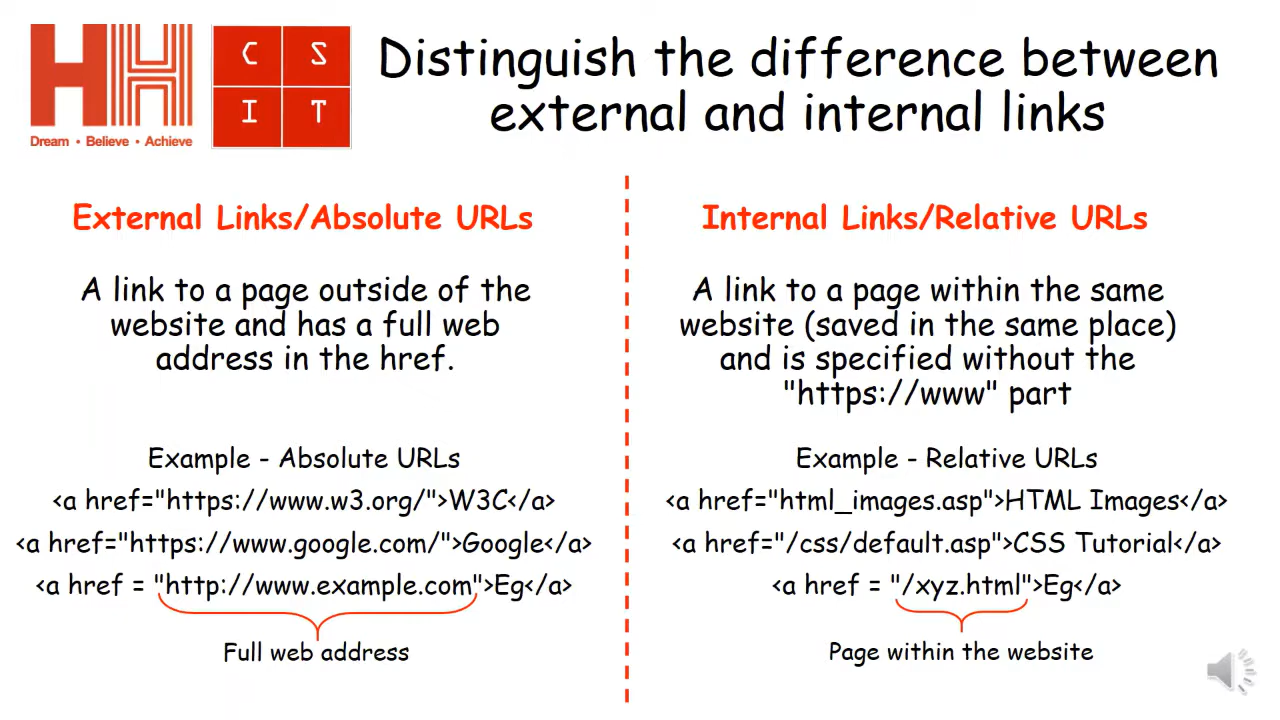 HH
Dream • Believe • Achieve
C S
I T
Distinguish the difference between
external and internal links
External Links/Absolute URLs
A link to a page outside of the
website and has a full web
address in the href.
Example - Absolute URLs
<a href="https://www.w3.org/">W3C</a>
<a href="https://www.google.com/">Google</a>
<a href = "http://www.example.com">Eg</a>
Full web address
Internal Links/Relative URLs
A link to a page within the same
website (saved in the same place)
and is specified without the
"https://www" part
Example - Relative URLs
<a href="html_images.asp">HTML Images</a>
<a href="/css/default.asp">CSS Tutorial</a>
<a href = "/xyz.html">Eg</a>
Page within the website